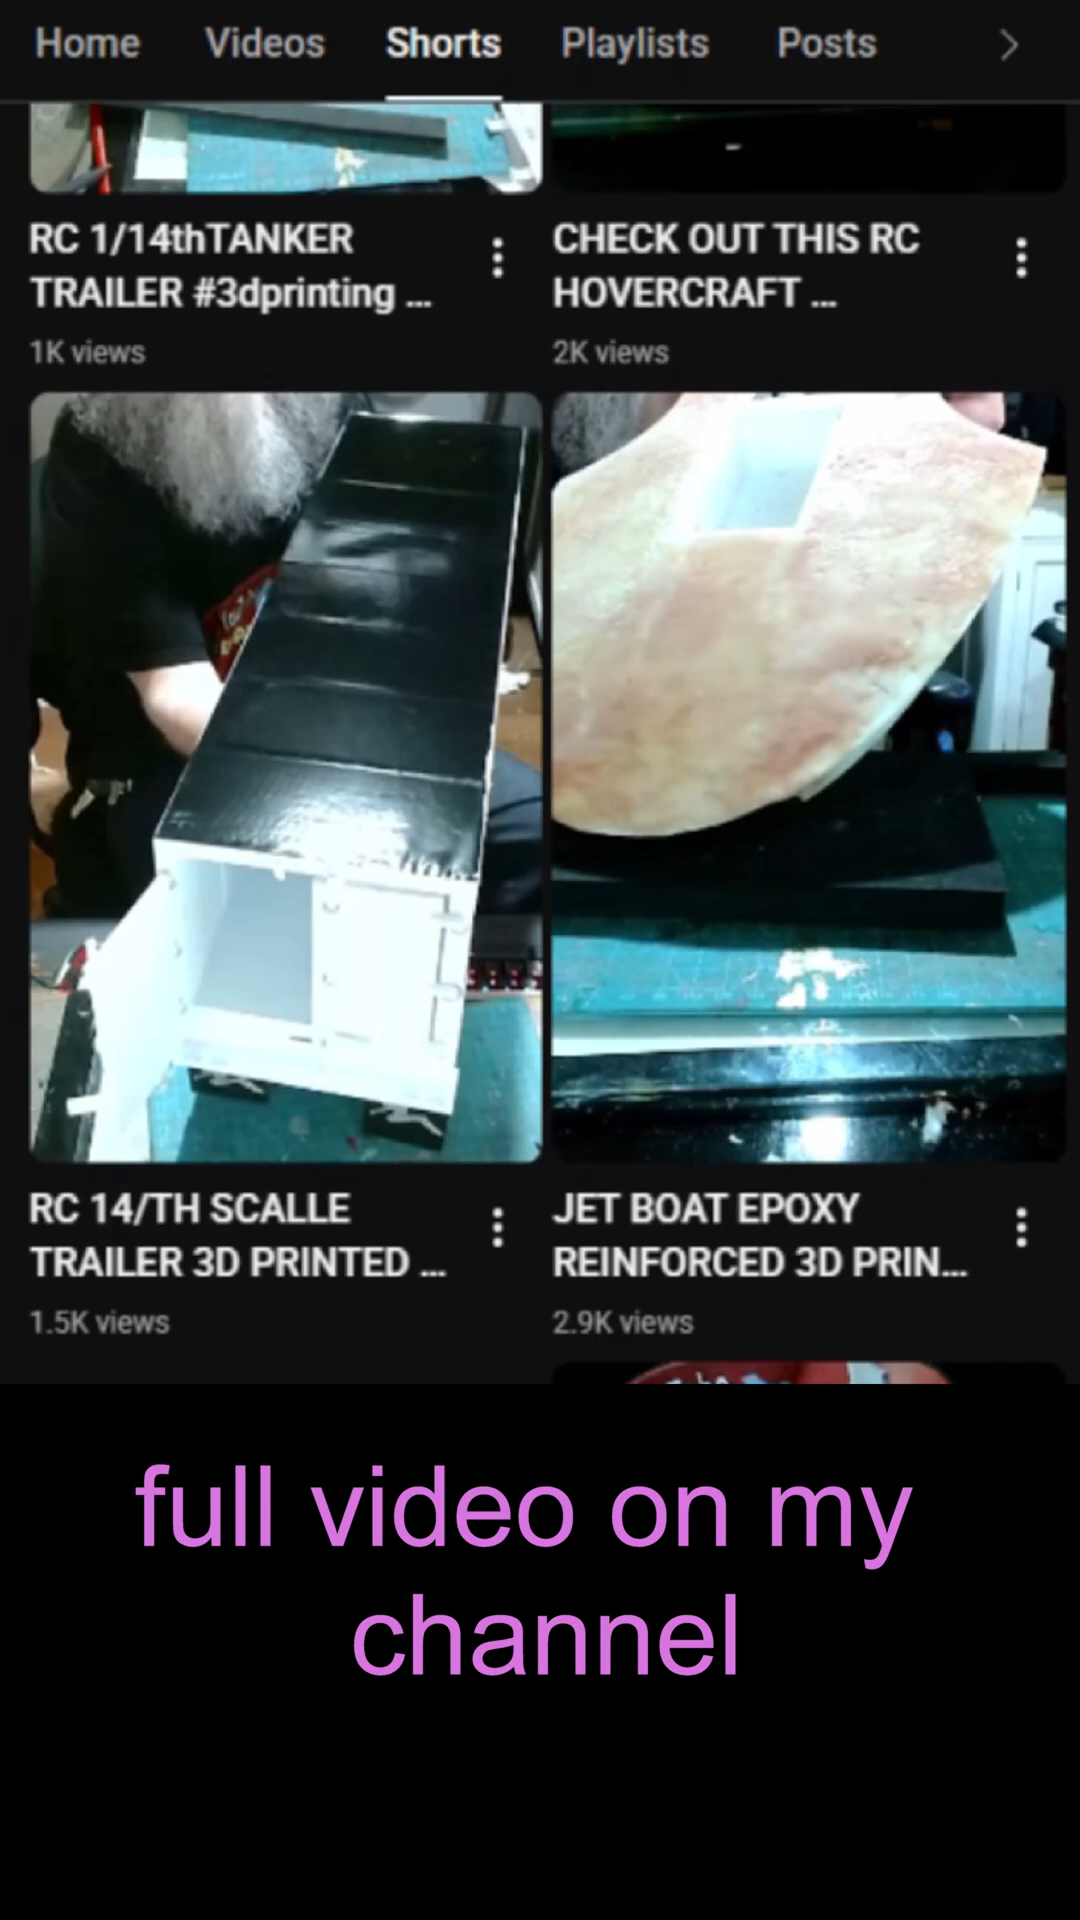 Home Videos Shorts Playlists Posts
RC 1/14thTANKER
TRAILER #3dprinting ...
1K views
CHECK OUT THIS RC
HOVERCRAFT ...
2K views
RC 14/TH SCALLE
TRAILER 3D PRINTED ...
1.5K views
JET BOAT EPOXY
REINFORCED 3D PRIN...
2.9K views
full video on my
channel